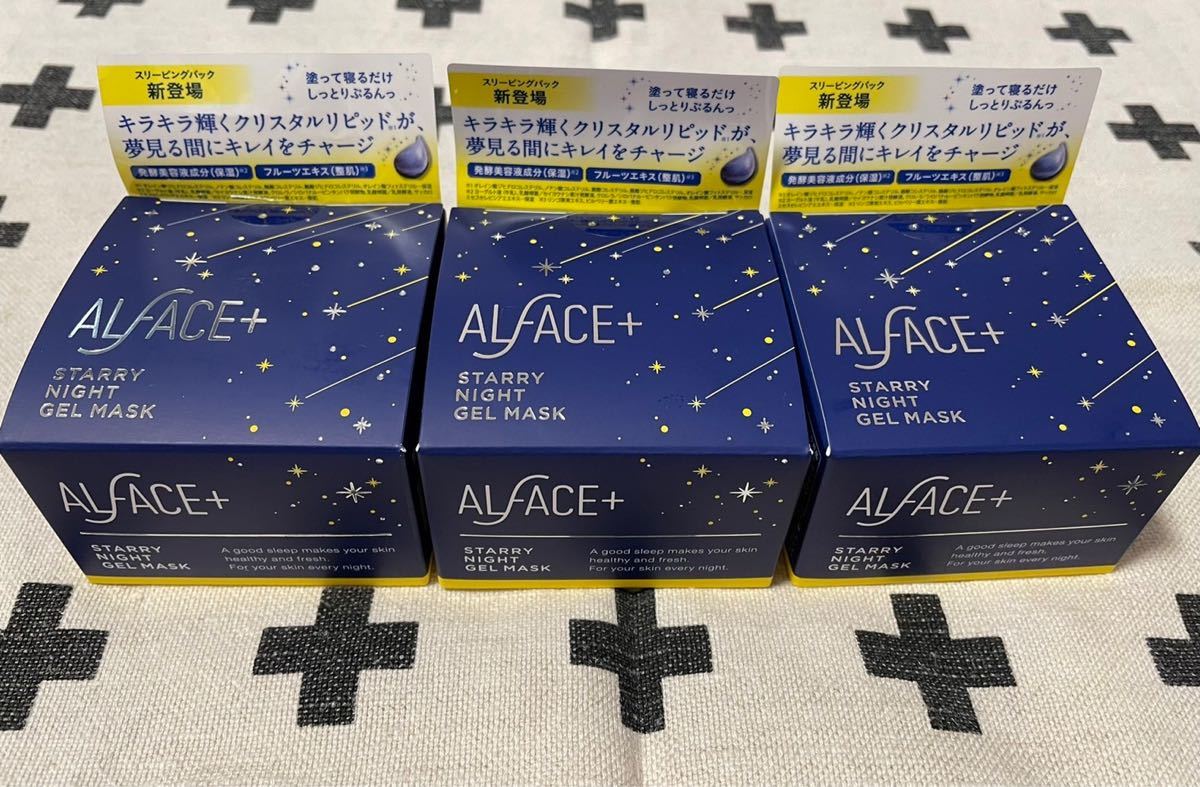 スリーピングパック
新登場
塗って寝るだけ
しっとりぷるんっ
キラキラ輝くクリスタルリピッド※1が、
夢見る間にキレイをチャージ
発酵美容液成分(保湿)※2
フルーツエキス(整肌)※3
ALFACE+
STARRY
NIGHT
GEL MASK
ALFACE+
STARRY
NIGHT
GEL MASK
A good sleep makes your skin
healthy and fresh.
For your skin every night.
スリーピングパック
新登場
塗って寝るだけ
しっとりぷるんっ
キラキラ輝くクリスタルリピッド※1が、
夢見る間にキレイをチャージ
発酵美容液成分(保湿)※2
フルーツエキス(整肌)※3
ALFACE+
STARRY
NIGHT
GEL MASK
ALFACE+
STARRY
NIGHT
GEL MASK
A good sleep makes your skin
healthy and fresh.
For your skin every night.
スリーピングパック
新登場
塗って寝るだけ
しっとりぷるんっ
キラキラ輝くクリスタルリピッド※1が、
夢見る間にキレイをチャージ
発酵美容液成分(保湿)※2
フルーツエキス(整肌)※3
ALFACE+
STARRY
NIGHT
GEL MASK
ALFACE+
STARRY
NIGHT
GEL MASK
A good sleep makes your skin
healthy and fresh.
For your skin every night.